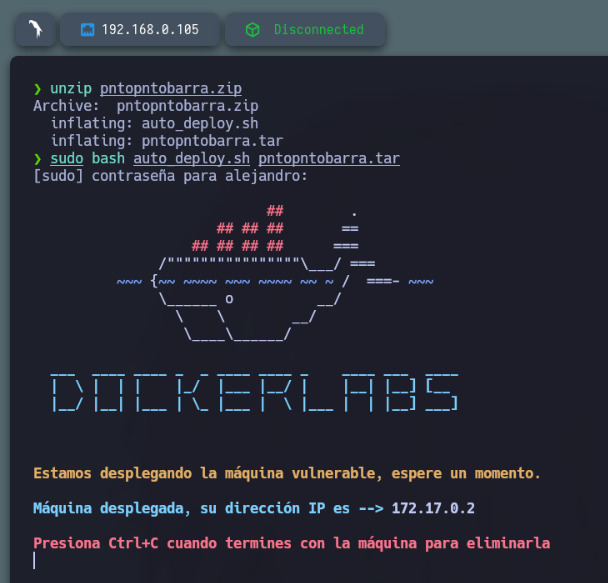 192.168.0.105 Disconnected
❯ unzip pntopntobarra.zip
Archive:  pntopntobarra.zip
  inflating: auto_deploy.sh
  inflating: pntopntobarra.tar
❯ sudo bash auto_deploy.sh pntopntobarra.tar
[sudo] contraseña para alejandro:
DOCKERLABS
Estamos desplegando la máquina vulnerable, espere un momento.
Máquina desplegada, su dirección IP es --> 172.17.0.2
Presiona Ctrl+C cuando termines con la máquina para eliminarla